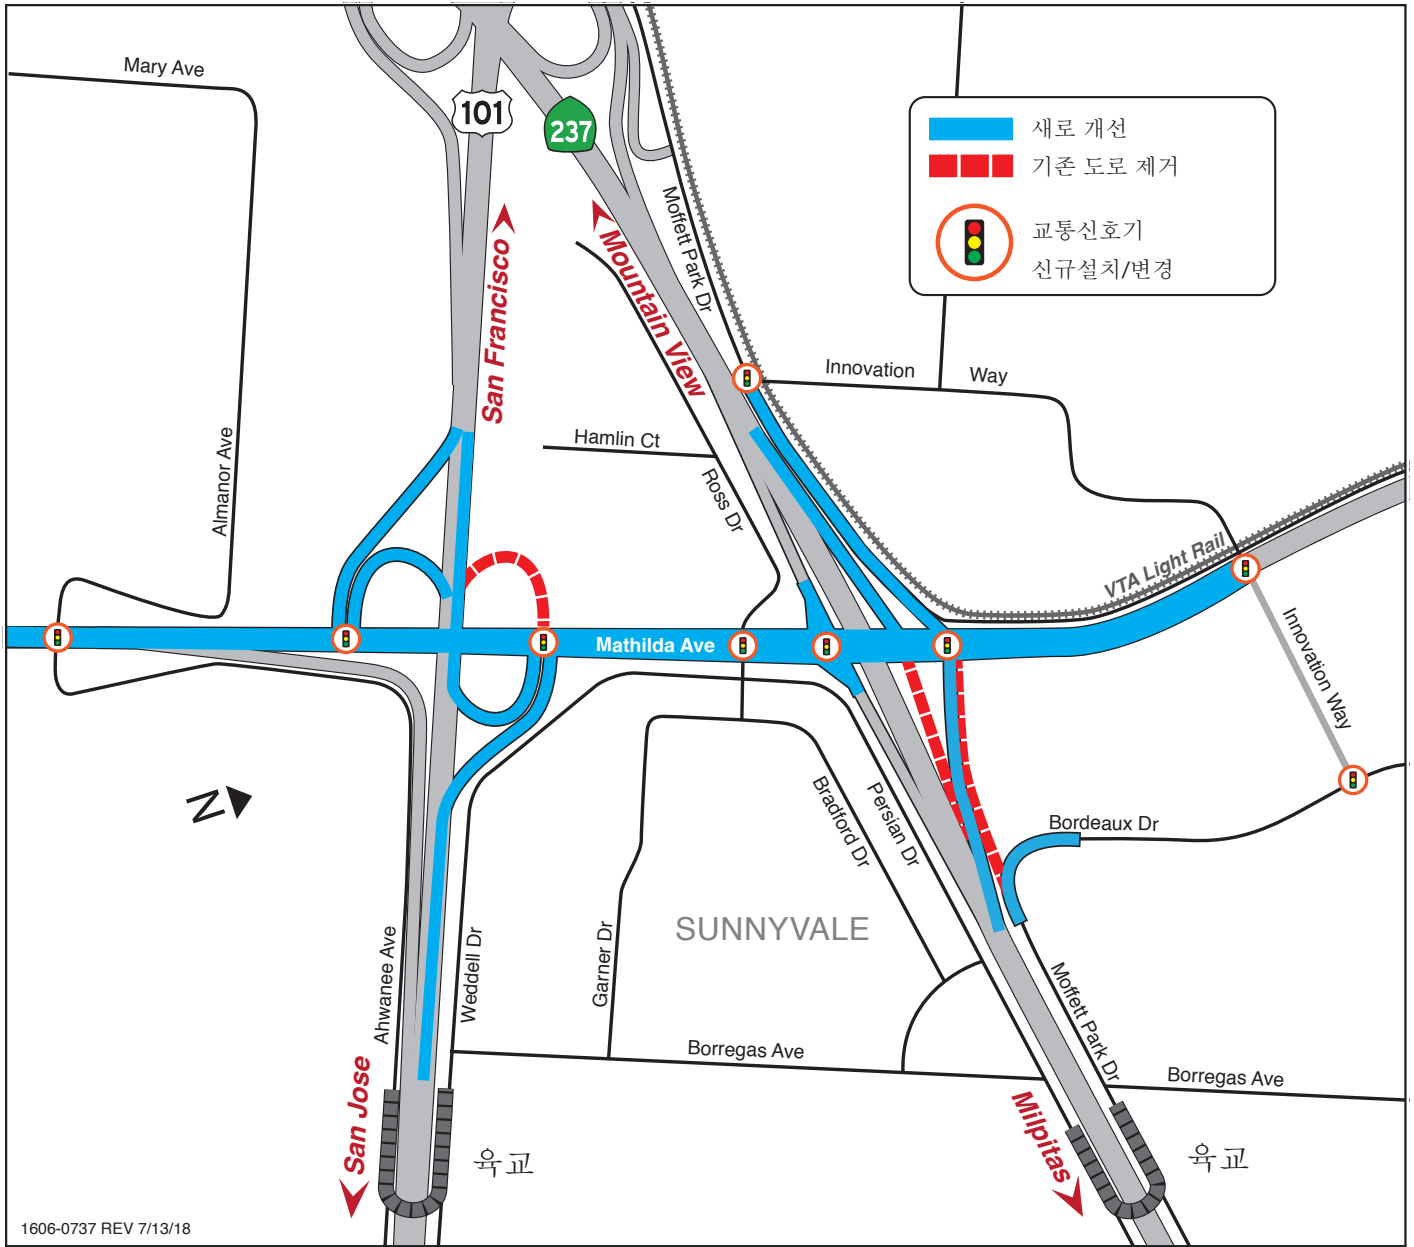 Mary Ave
101
237
새로 개선
기존 도로 제거
교통신호기
신규설치/변경
San Francisco
Mountain View
Moffett Park Dr
Innovation Way
Hamlin Ct
Ross Dr
Almanor Ave
VTA Light Rail
Mathilda Ave
Innovation Way
N
Bradford Dr
Persian Dr
Bordeaux Dr
SUNNYVALE
Ahwanee Ave
Weddell Dr
Garner Dr
Moffett Park Dr
Borregas Ave
Borregas Ave
San Jose
Milpitas
육교
육교
1606-0737 REV 7/13/18